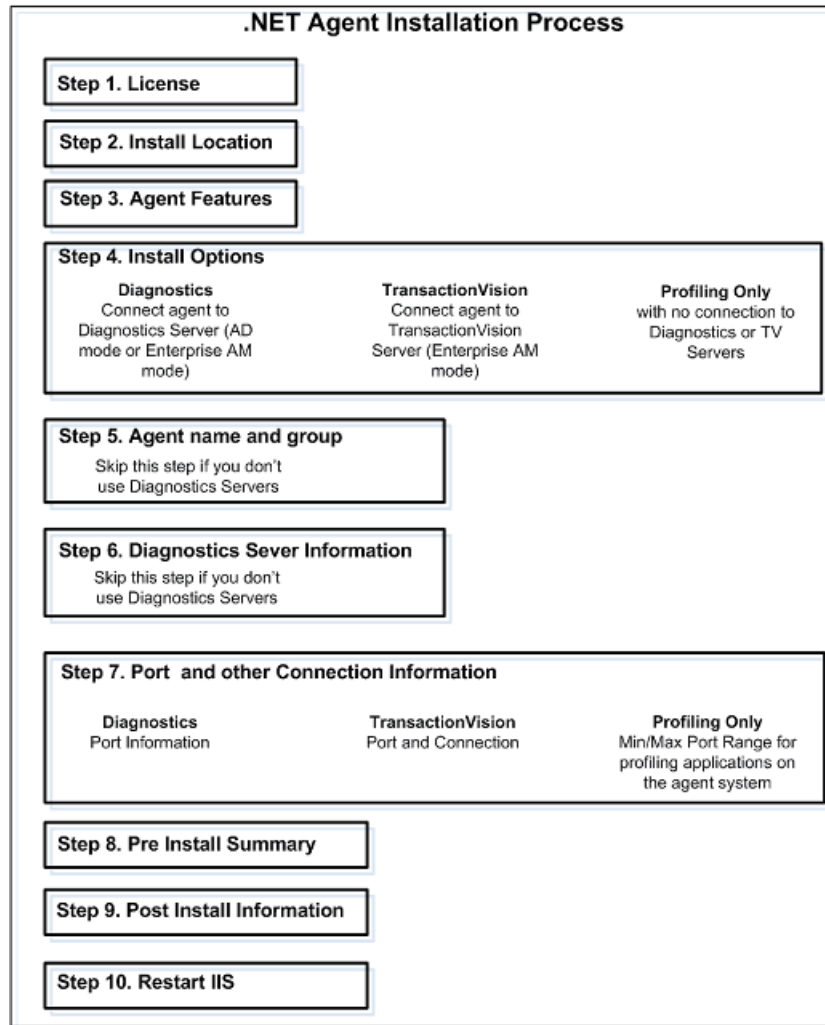 .NET Agent Installation Process
Step 1. License
Step 2. Install Location
Step 3. Agent Features
Step 4. Install Options
Diagnostics
Connect agent to
Diagnostics Server (AD
mode or Enterprise AM
mode)
TransactionVision
Connect agent to
TransactionVision
Server (Enterprise AM
mode)
Profiling Only
with no connection to
Diagnostics or TV
Servers
Step 5. Agent name and group
Skip this step if you don't
use Diagnostics Servers
Step 6. Diagnostics Sever Information
Skip this step if you don't
use Diagnostics Servers
Step 7. Port and other Connection Information
Diagnostics
Port Information
TransactionVision
Port and Connection
Profiling Only
Min/Max Port Range for
profiling applications on
the agent system
Step 8. Pre Install Summary
Step 9. Post Install Information
Step 10. Restart IIS